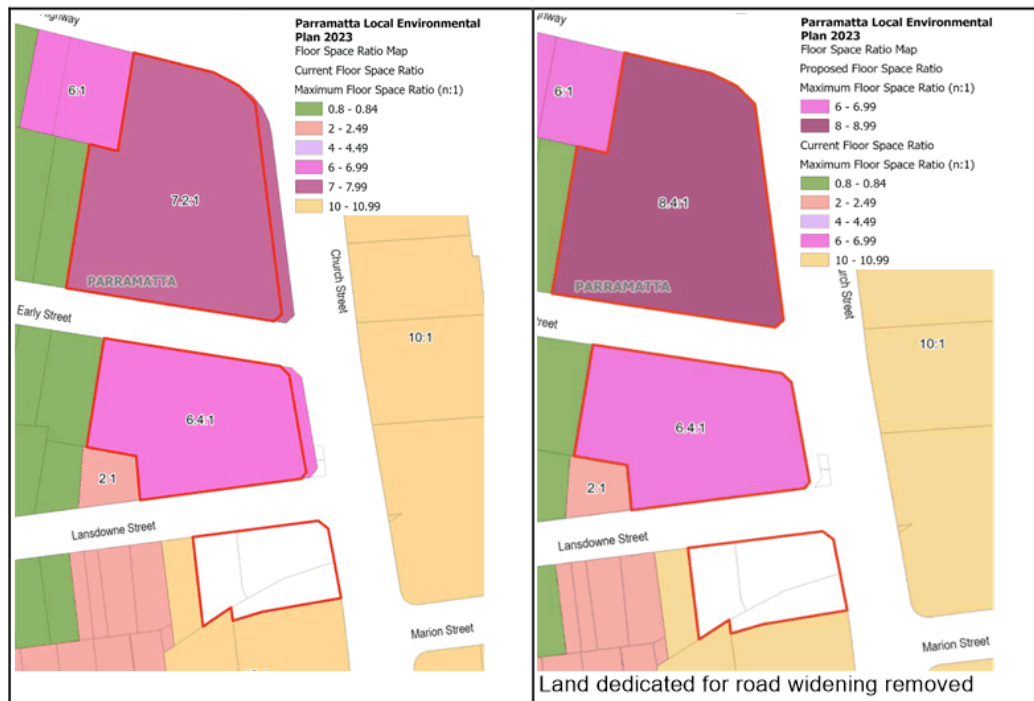 Highway
Parramatta Local Environmental
Plan 2023
Floor Space Ratio Map
Current Floor Space Ratio
Maximum Floor Space Ratio (n:1)
0.8 - 0.84
2 - 2.49
4 - 4.49
6 - 6.99
7 - 7.99
10 - 10.99
6:1
7.2:1
PARRAMATTA
Church Street
Early Street
10:1
6.4:1
2:1
Lansdowne Street
Marion Street
Parramatta Local Environmental
Plan 2023
Floor Space Ratio Map
Proposed Floor Space Ratio
Maximum Floor Space Ratio (n:1)
6 - 6.99
8 - 8.99
Current Floor Space Ratio
Maximum Floor Space Ratio (n:1)
0.8 - 0.84
2 - 2.49
4 - 4.49
6 - 6.99
10 - 10.99
Highway
6:1
8.4:1
PARRAMATTA
urch Street
Street
10:1
6.4:1
2:1
Lansdowne Street
Marion Street
Land dedicated for road widening removed